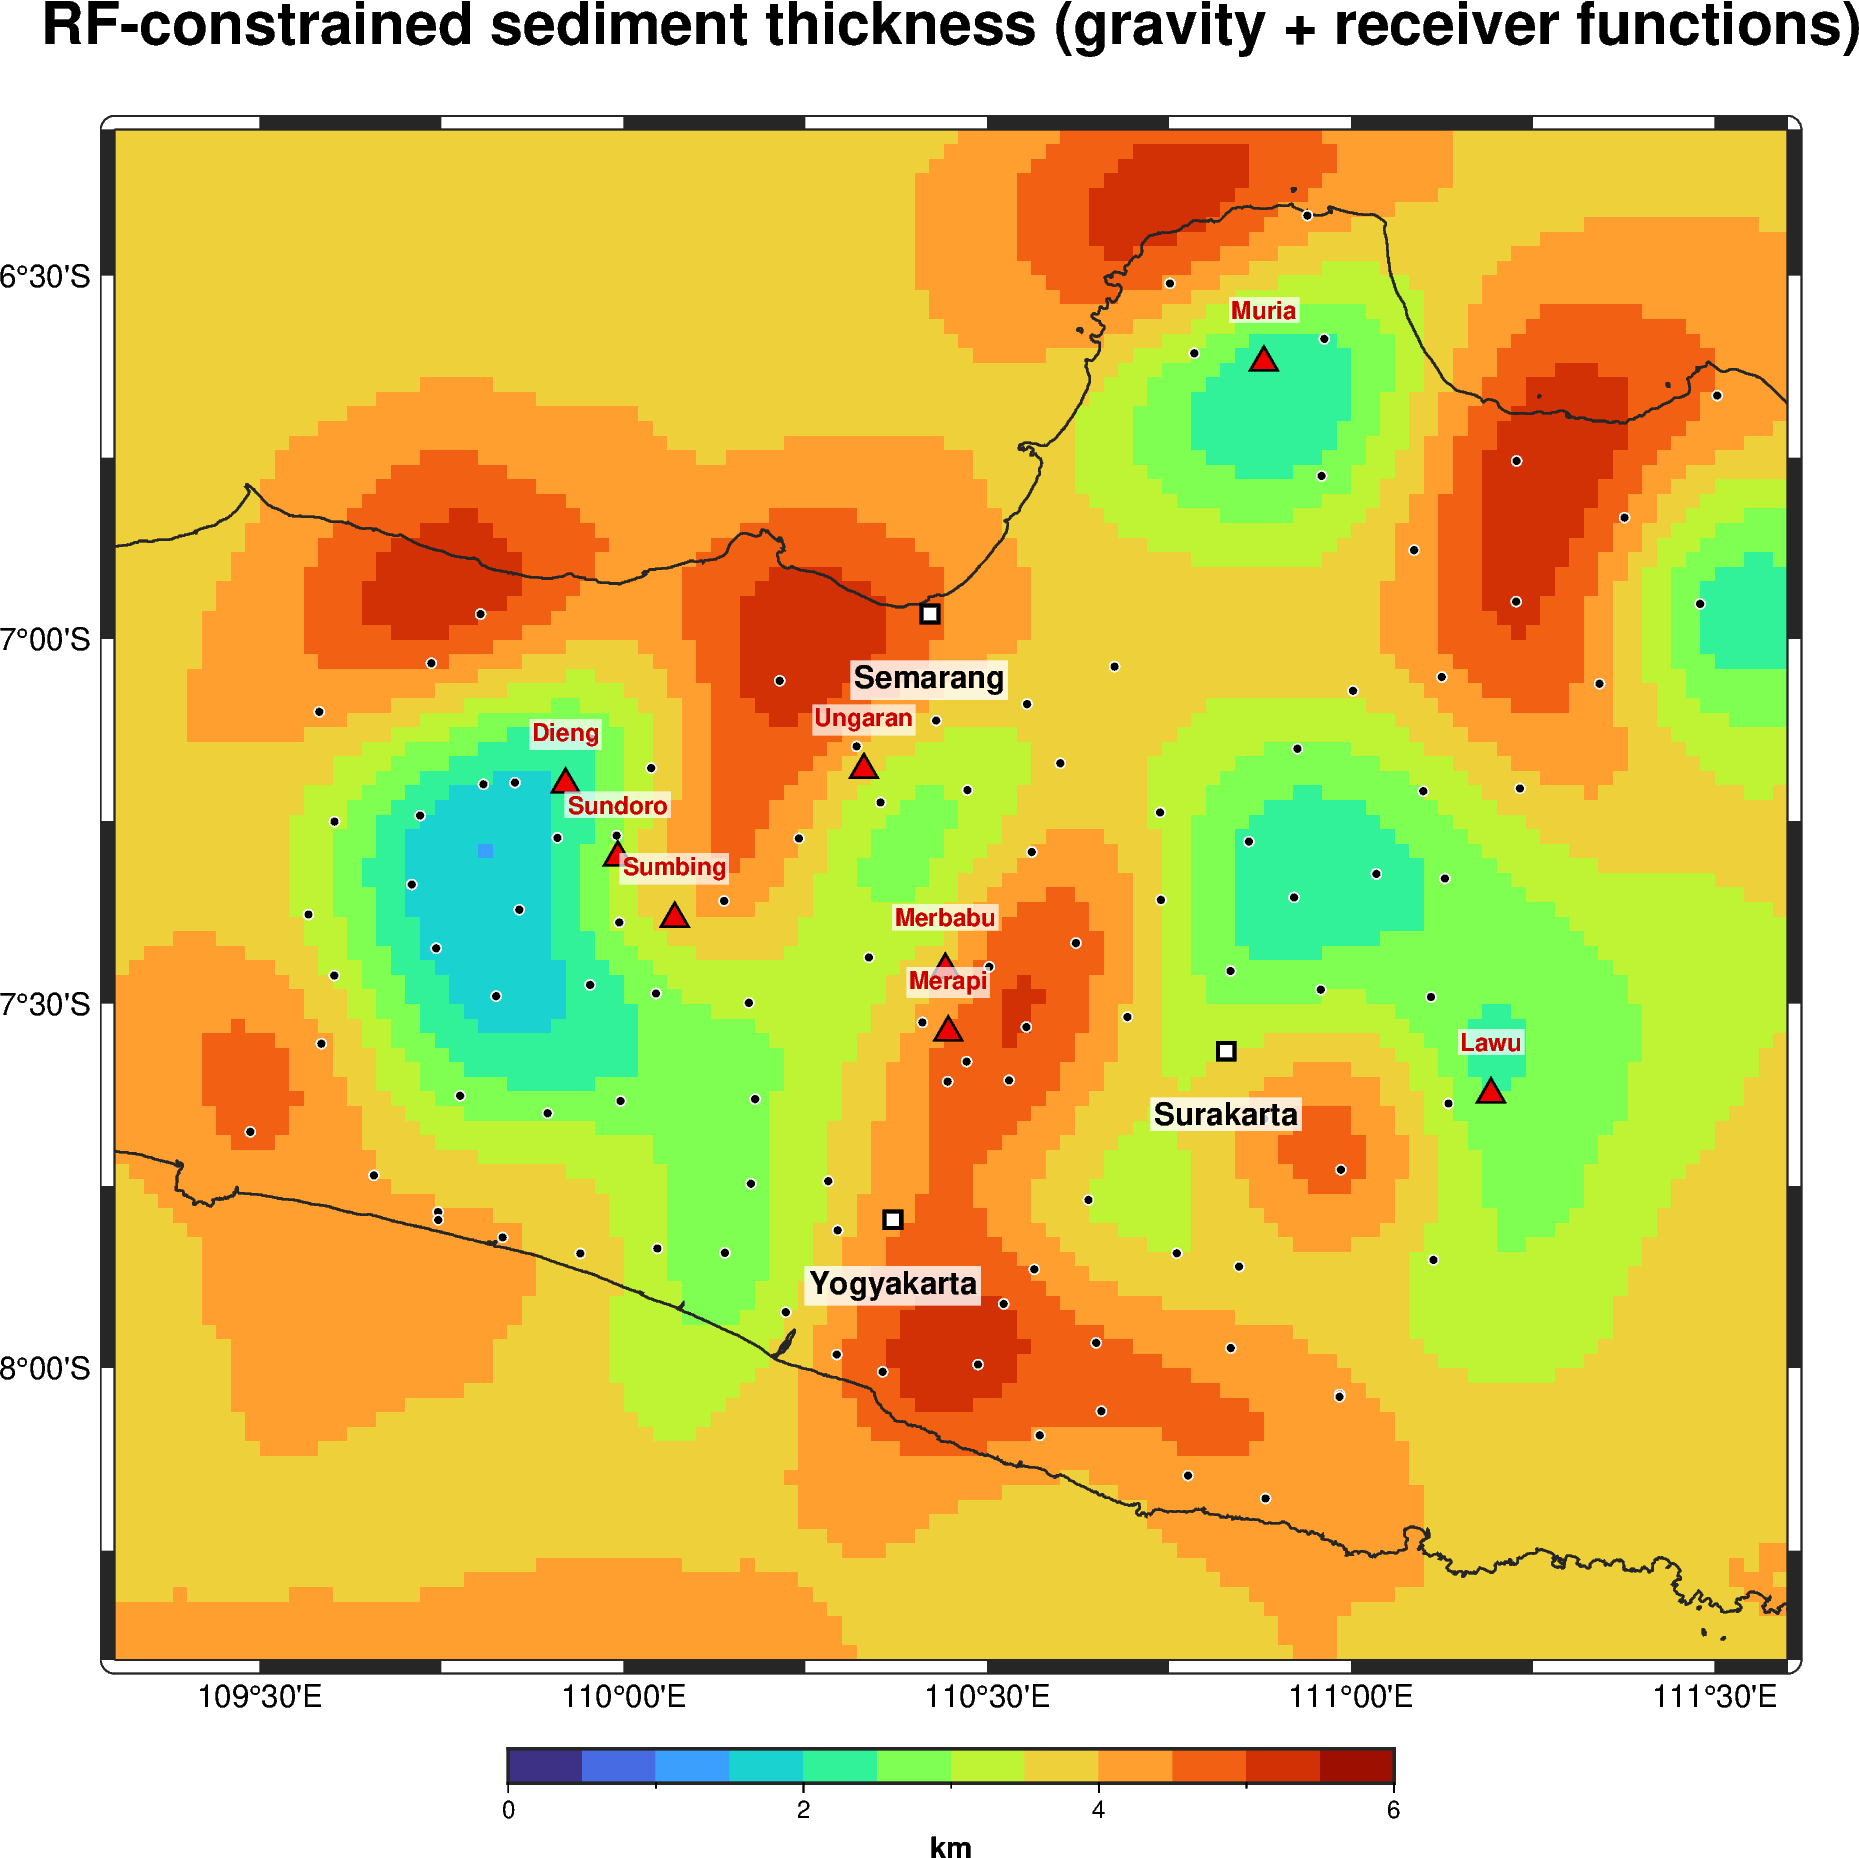 RF-constrained sediment thickness (gravity + receiver functions)
6°30'S
Muria
7°00'S
Semarang
Ungaran
Dieng
Sundoro
Sumbing
Merbabu
Merapi
7°30'S
Lawu
Surakarta
Yogyakarta
8°00'S
109°30'E 110°00'E 110°30'E 111°00'E 111°30'E
0 2 4 6
km